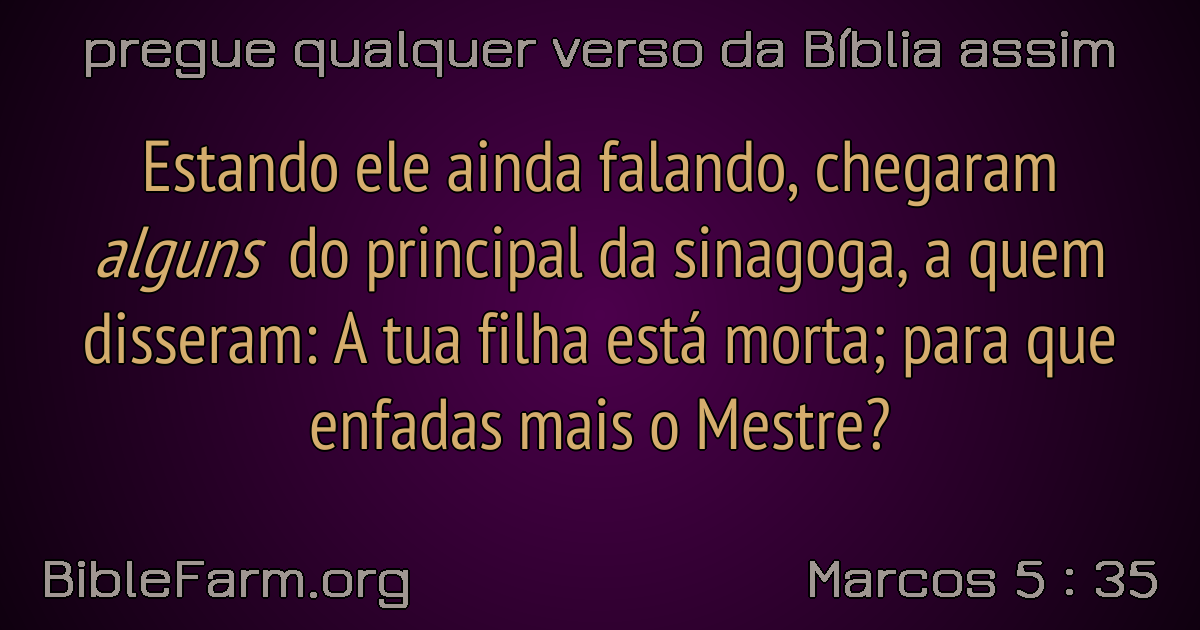 pregue qualquer verso da Bíblia assim
Estando ele ainda falando, chegaram
alguns do principal da sinagoga, a quem
disseram: A tua filha está morta; para que
enfadas mais o Mestre?
BibleFarm.org
Marcos 5 : 35